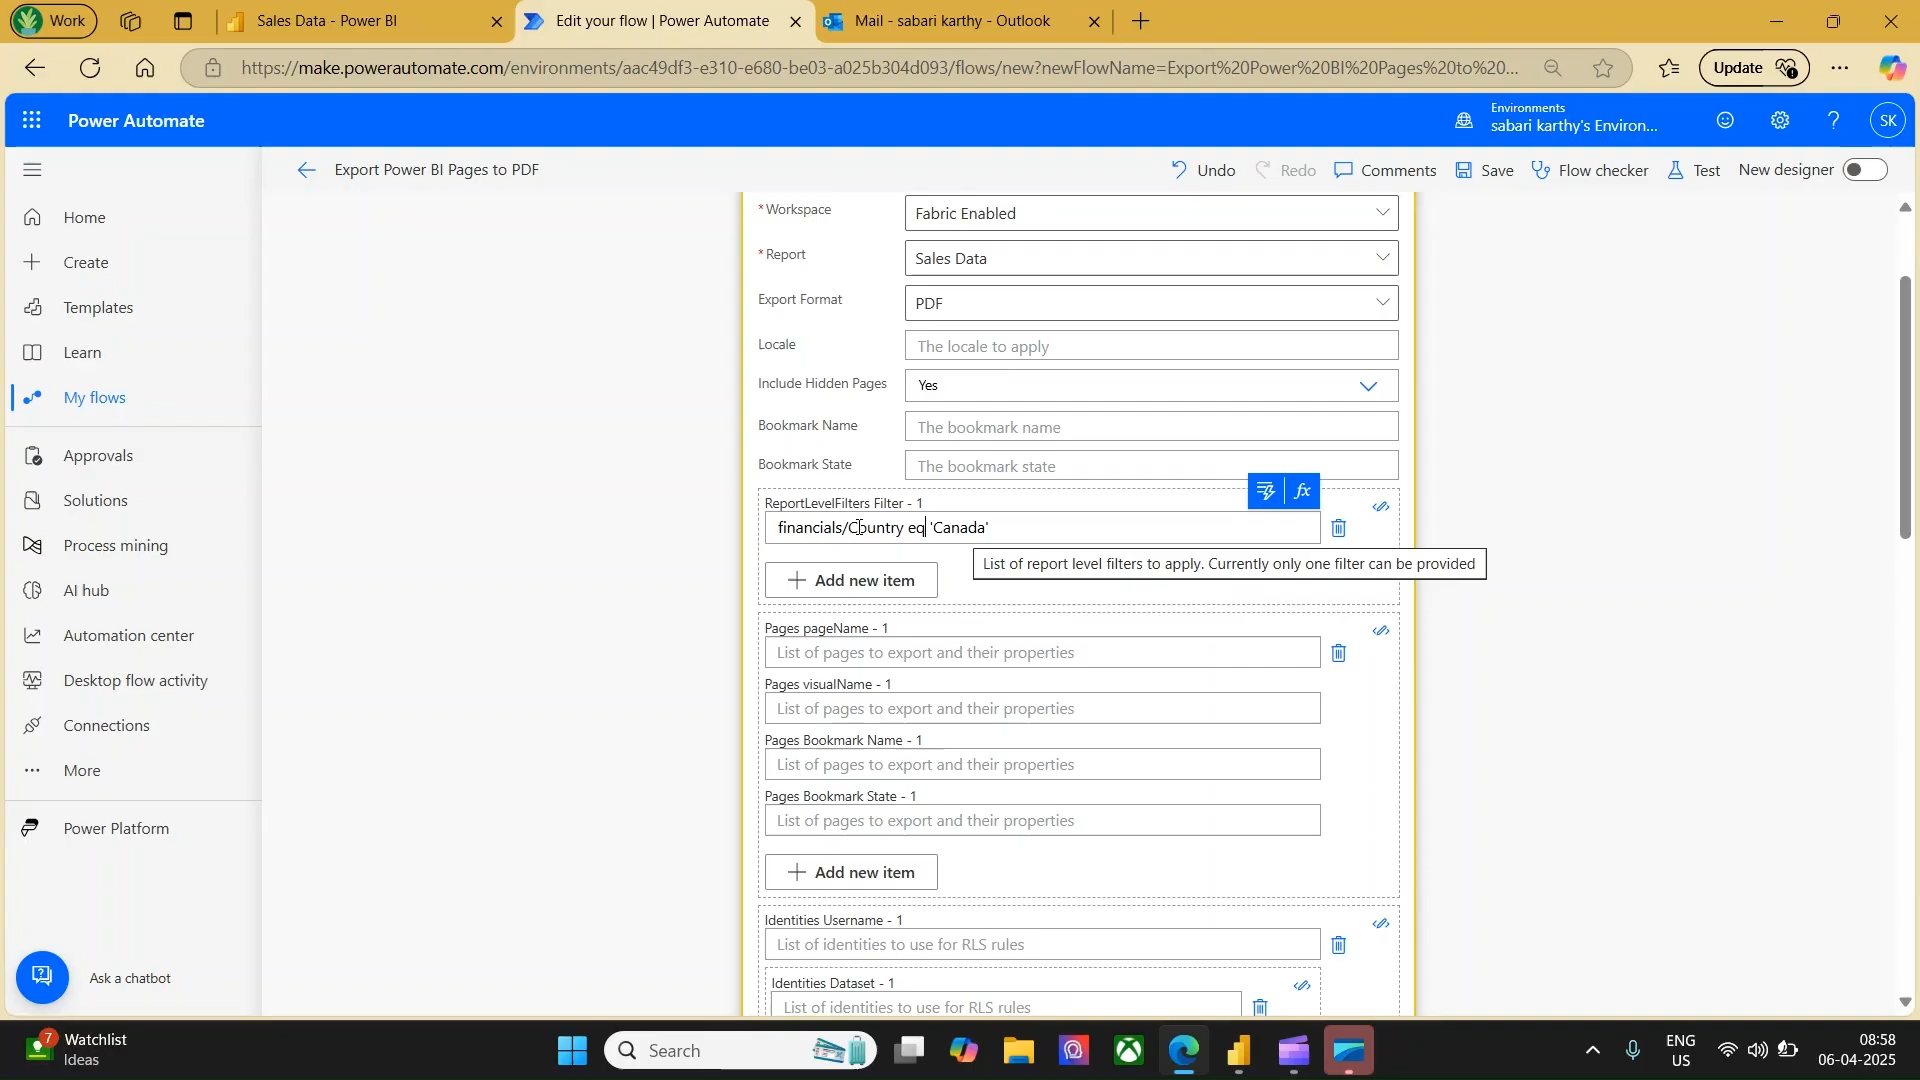 Work
Sales Data - Power BI
Edit your flow | Power Automate
Mail - sabari karthy - Outlook
https://make.powerautomate.com/environments/aac49df3-e310-e680-be03-a025b304d093/flows/new?newFlowName=Export%20Power%20BI%20Pages%20to%20...
Update
Power Automate
Environments
sabari karthy's Environ...
SK
Export Power BI Pages to PDF
Undo
Redo
Comments
Save
Flow checker
Test
New designer
Home
Create
Templates
Learn
My flows
Approvals
Solutions
Process mining
AI hub
Automation center
Desktop flow activity
Connections
More
Power Platform
Ask a chatbot
* Workspace
Fabric Enabled
* Report
Sales Data
Export Format
PDF
Locale
The locale to apply
Include Hidden Pages
Yes
Bookmark Name
The bookmark name
Bookmark State
The bookmark state
ReportLevelFilters Filter - 1
fx
financials/Country eq 'Canada'
List of report level filters to apply. Currently only one filter can be provided
Add new item
Pages pageName - 1
List of pages to export and their properties
Pages visualName - 1
List of pages to export and their properties
Pages Bookmark Name - 1
List of pages to export and their properties
Pages Bookmark State - 1
List of pages to export and their properties
Add new item
Identities Username - 1
List of identities to use for RLS rules
Identities Dataset - 1
List of identities to use for RLS rules
7
Watchlist
Ideas
Search
ENG
US
08:58
06-04-2025